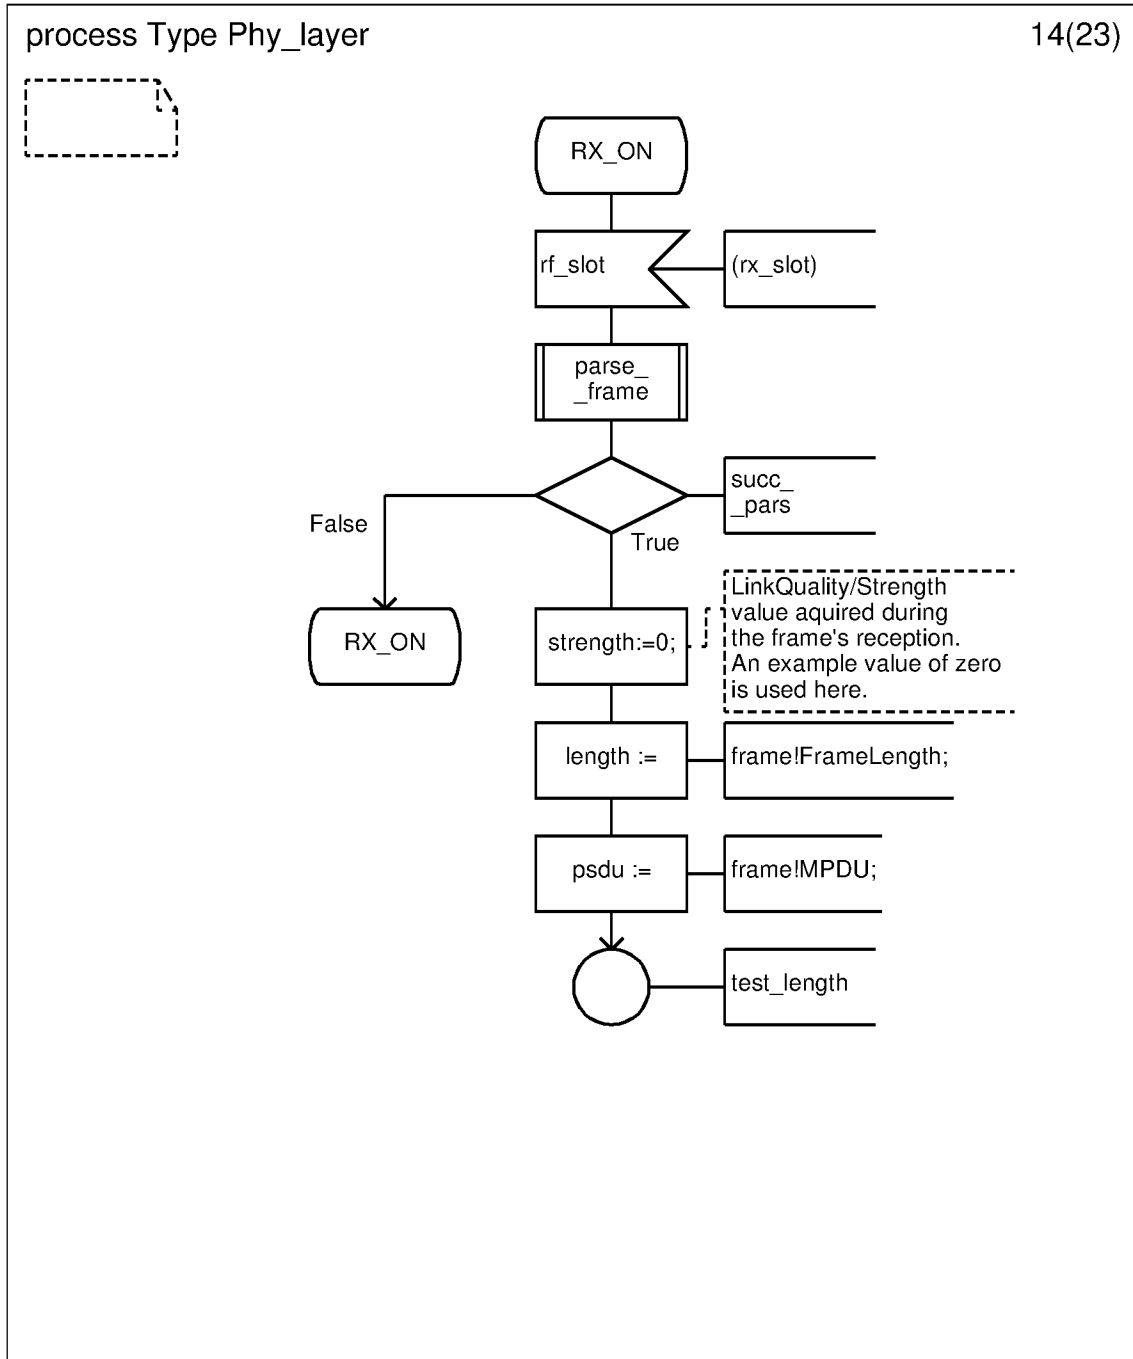 process Type Phy_layer
14(23)
RX_ON
rf_slot
(rx_slot)
parse_
_frame
succ_
_pars
False
True
LinkQuality/Strength
value aquired during
the frame's reception.
An example value of zero
is used here.
RX_ON
strength:=0;
length :=
frame!FrameLength;
psdu :=
frame!MPDU;
test_length